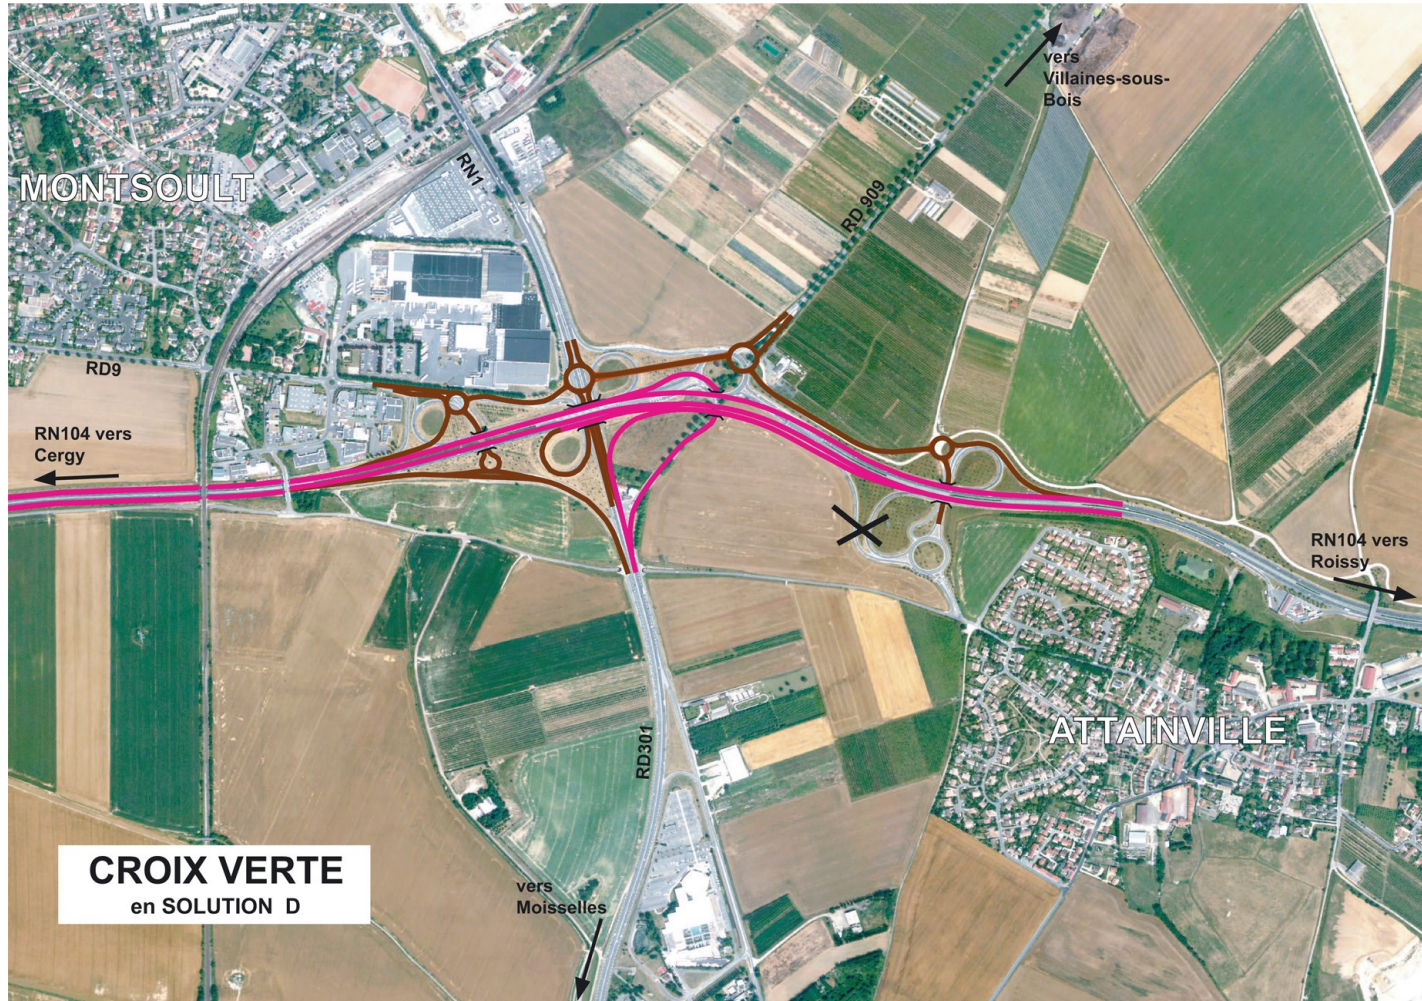 vers
Villaines-sous-
Bois
MONTSOULT
RN1
RD 909
RD9
RN104 vers
Cergy
RN104 vers
Roissy
ATTAINVILLE
RD301
CROIX VERTE
en SOLUTION D
vers
Moisselles